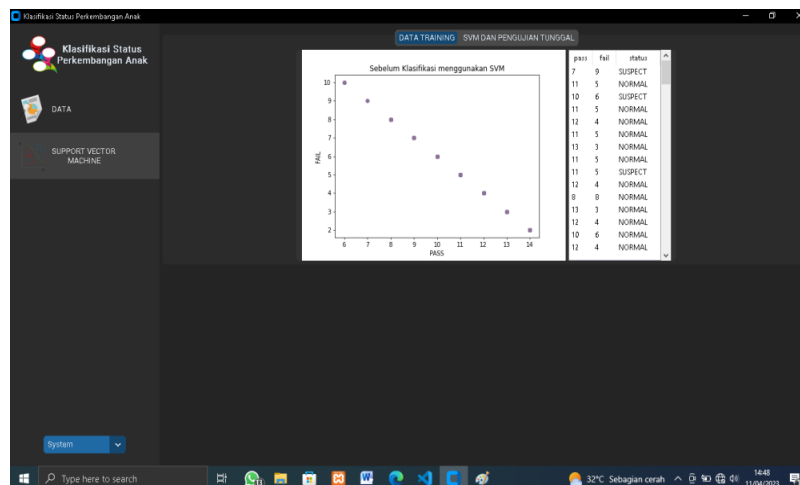 Klasifikasi Status Perkembangan Anak
Klasifikasi Status
Perkembangan Anak
DATA
SUPPORT VECTOR
MACHINE
System
DATA TRAINING SVM DAN PENGUJIAN TUNGGAL
Sebelum Klasifikasi menggunakan SVM
FAIL
10
9
8
7
6
5
4
3
2
6 7 8 9 10 11 12 13 14
PASS
pass fail status
7 9 SUSPECT
11 5 NORMAL
10 6 SUSPECT
11 5 NORMAL
12 4 NORMAL
11 5 NORMAL
13 3 NORMAL
11 5 NORMAL
11 5 SUSPECT
12 4 NORMAL
8 8 NORMAL
13 3 NORMAL
12 4 NORMAL
10 6 NORMAL
12 4 NORMAL
Type here to search
32°C Sebagian cerah
14:48
11/04/2023